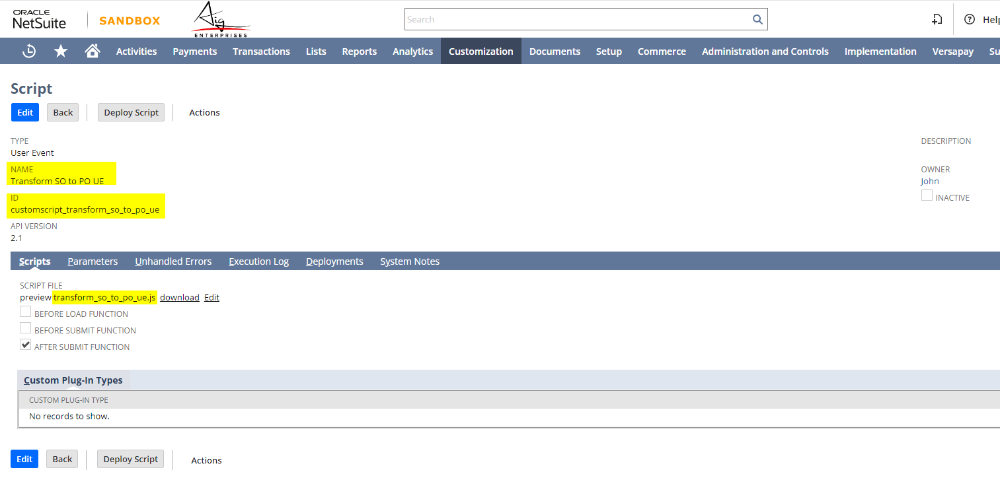 ORACLE
NetSuite
SANDBOX
Aig
ENTERPRISES
Search
Help
Activities Payments Transactions Lists Reports Analytics Customization Documents Setup Commerce Administration and Controls Implementation Versapay Su
Script
Edit Back Deploy Script Actions
TYPE
User Event
NAME
Transform SO to PO UE
ID
customscript_transform_so_to_po_ue
API VERSION
2.1
DESCRIPTION
OWNER
John
INACTIVE
Scripts Parameters Unhandled Errors Execution Log Deployments System Notes
SCRIPT FILE
preview transform_so_to_po_ue.js download Edit
BEFORE LOAD FUNCTION
BEFORE SUBMIT FUNCTION
AFTER SUBMIT FUNCTION
Custom Plug-In Types
CUSTOM PLUG-IN TYPE
No records to show.
Edit Back Deploy Script Actions